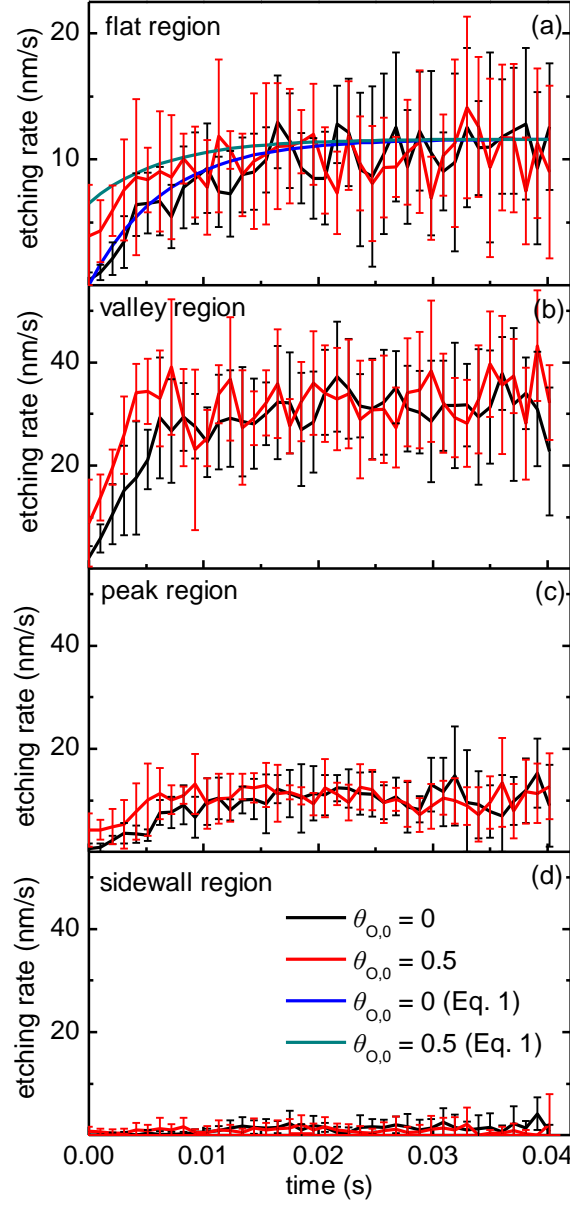 flat region (a)
20
10
etching rate (nm/s)
valley region (b)
40
20
etching rate (nm/s)
peak region (c)
40
20
etching rate (nm/s)
sidewall region (d)
40
20
etching rate (nm/s)
θO,0 = 0
θO,0 = 0.5
θO,0 = 0 (Eq. 1)
θO,0 = 0.5 (Eq. 1)
0.00 0.01 0.02 0.03 0.04
time (s)